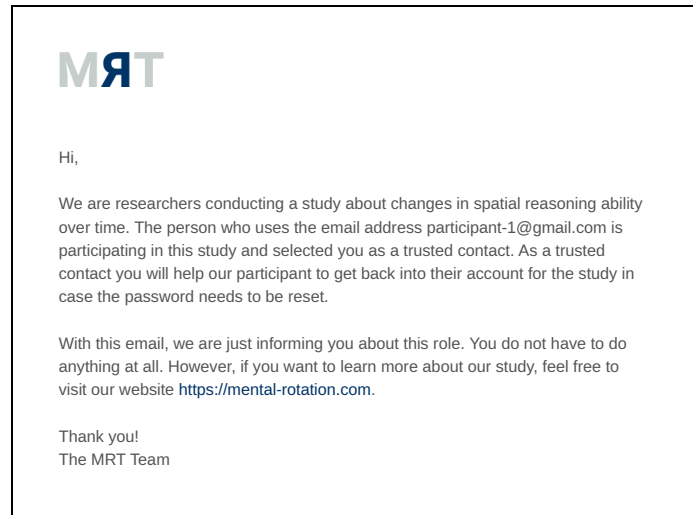 MЯT
Hi,
We are researchers conducting a study about changes in spatial reasoning ability
over time. The person who uses the email address participant-1@gmail.com is
participating in this study and selected you as a trusted contact. As a trusted
contact you will help our participant to get back into their account for the study in
case the password needs to be reset.
With this email, we are just informing you about this role. You do not have to do
anything at all. However, if you want to learn more about our study, feel free to
visit our website https://mental-rotation.com.
Thank you!
The MRT Team